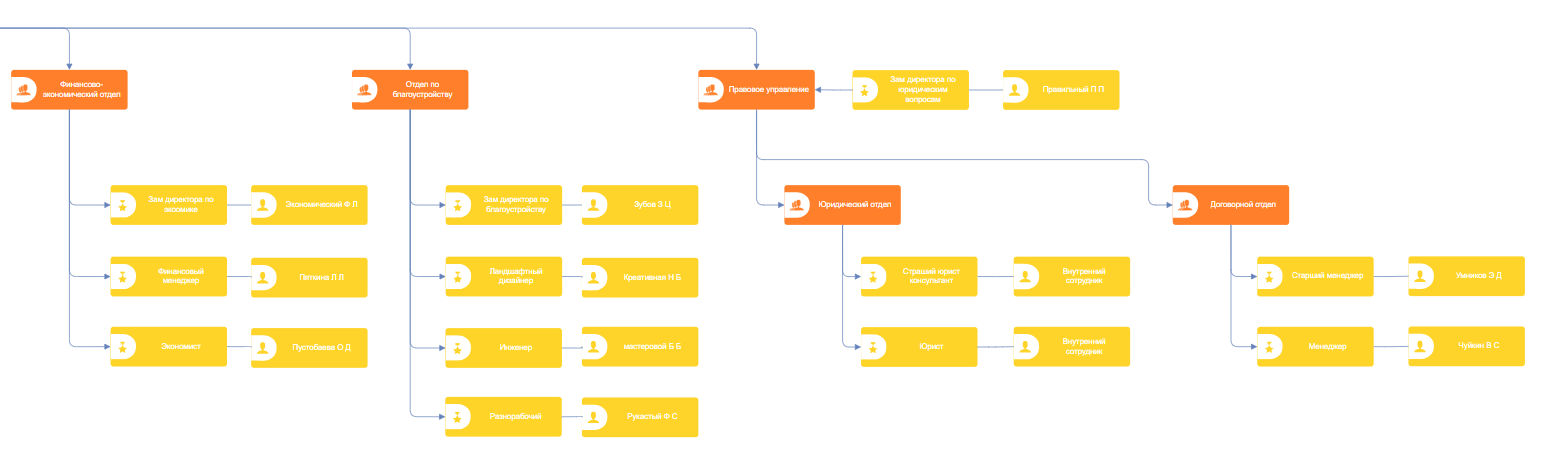 Финансово-
экономический отдел
Отдел по
благоустройству
Правовое управление
Зам директора по
юридическим
вопросам
Правильный П П
Зам директора по
экоомике
Экономический Ф Л
Зам директора по
благоустройству
Зубов З Ц
Юридический отдел
Договорной отдел
Финансовый
менеджер
Пяткина Л Л
Ландшафтный
дизайнер
Креативная Н Б
Страший юрист
консультант
Внутренний
сотрудник
Старший менеджер
Умников Э Д
Экономист
Пустобаева О Д
Инженер
мастеровой Б Б
Юрист
Внутренний
сотрудник
Менеджер
Чуйкин В С
Разнорабочий
Рукастый Ф С